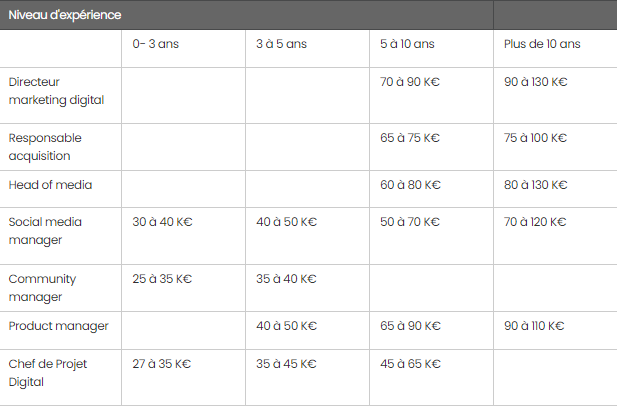 Niveau d'expérience
0- 3 ans 3 à 5 ans 5 à 10 ans Plus de 10 ans
Directeur
marketing digital 70 à 90 K€ 90 à 130 K€
Responsable
acquisition 65 à 75 K€ 75 à 100 K€
Head of media 60 à 80 K€ 80 à 130 K€
Social media
manager 30 à 40 K€ 40 à 50 K€ 50 à 70 K€ 70 à 120 K€
Community
manager 25 à 35 K€ 35 à 40 K€
Product manager 40 à 50 K€ 65 à 90 K€ 90 à 110 K€
Chef de Projet
Digital 27 à 35 K€ 35 à 45 K€ 45 à 65 K€